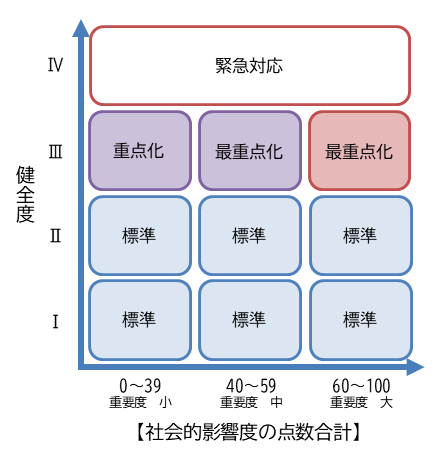 Ⅳ
緊急対応
Ⅲ
重点化
最重点化
最重点化
健全度
Ⅱ
標準
標準
標準
Ⅰ
標準
標準
標準
0～39
40～59
60～100
重要度　小
重要度　中
重要度　大
【社会的影響度の点数合計】